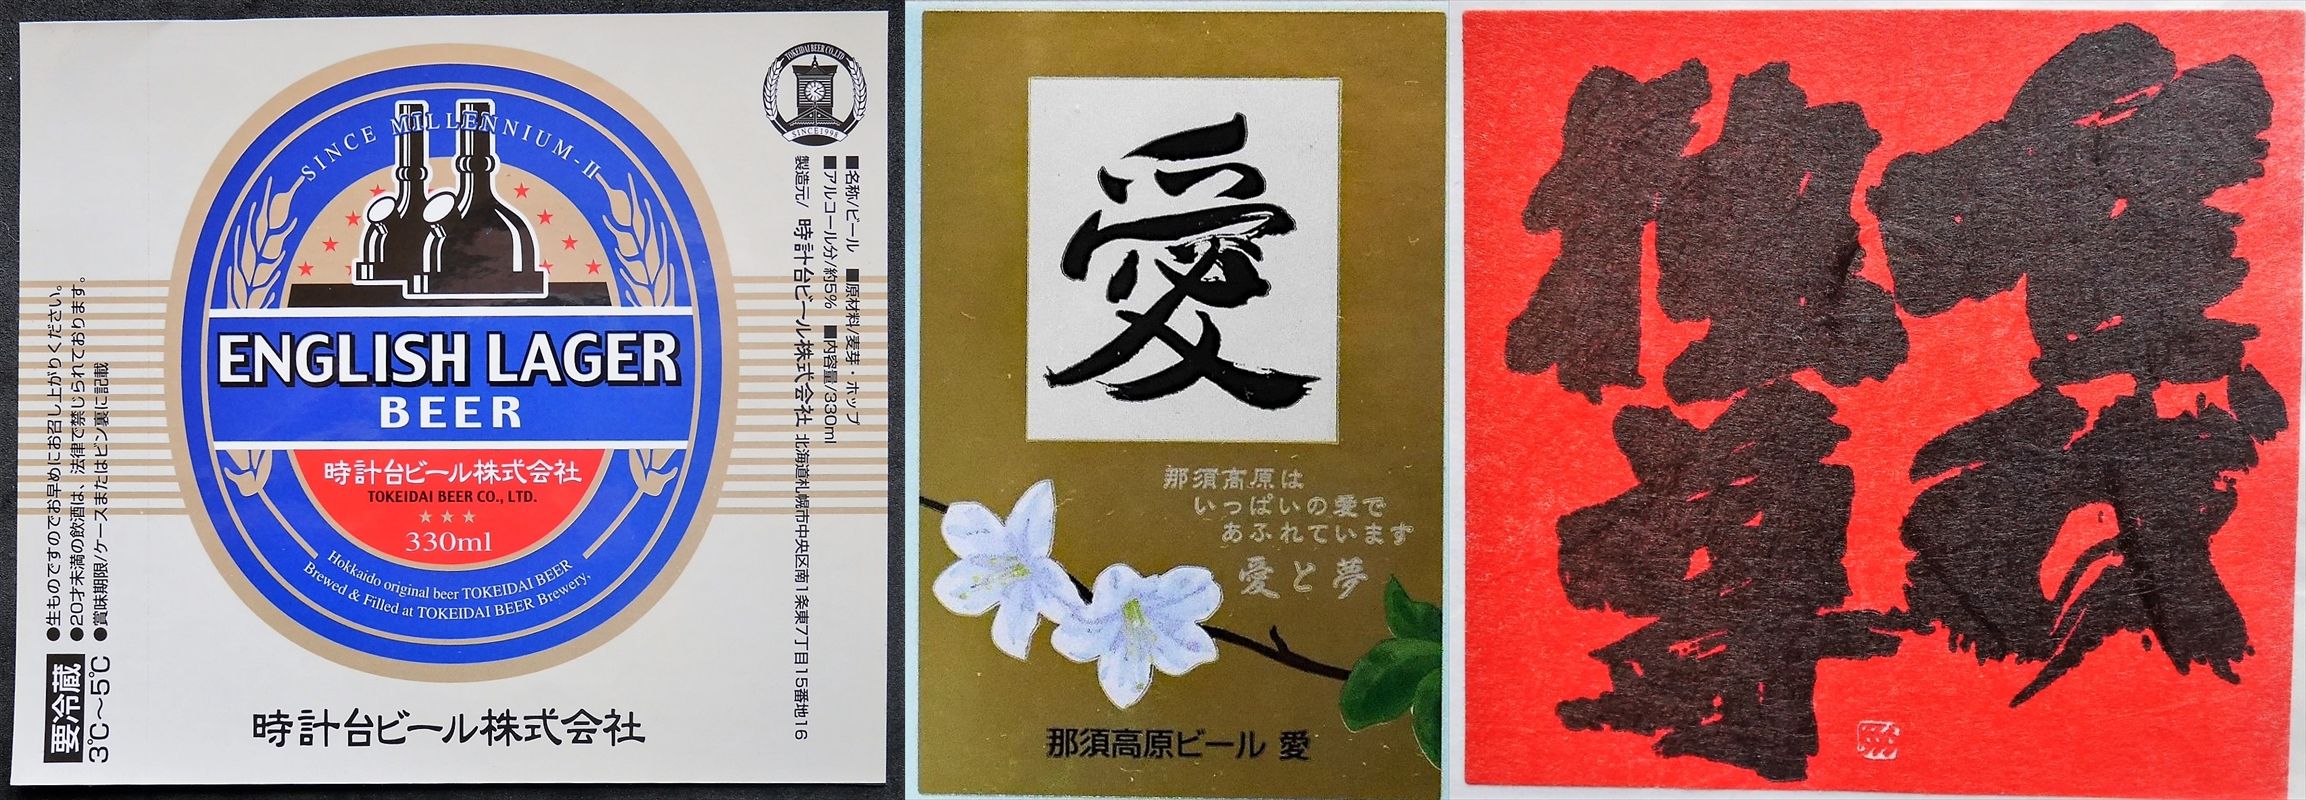 TOKEIDAI BEER CO., LTD.
SINCE 1998
SINCE MILLENNIUM-II
ENGLISH LAGER
BEER
時計台ビール株式会社
TOKEIDAI BEER CO., LTD.
330ml
Hokkaido original beer TOKEIDAI BEER
Brewed & Filled at TOKEIDAI BEER Brewery,
時計台ビール株式会社
■名称/ビール ■原材料/麦芽・ホップ
■アルコール分/約5% ■内容量/330ml
製造元/ 時計台ビール株式会社 北海道札幌市中央区南1条東7丁目15番地16
●生ものですのでお早めにお召し上がりください。
●20才未満の飲酒は、法律で禁じられております。
●賞味期限/ケースまたはビン裏に記載
要冷蔵
3℃～5℃
愛
那須高原は
いっぱいの愛で
あふれています
愛と夢
那須高原ビール 愛